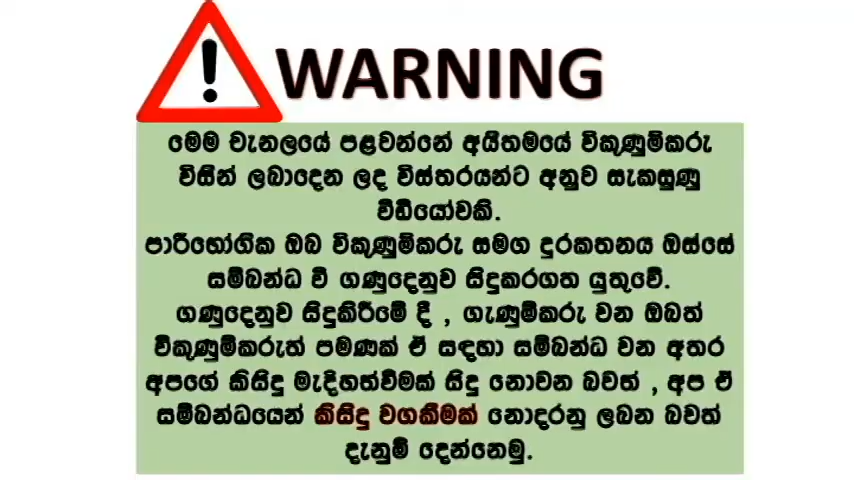 WARNING
මෙම චැනලයේ පළවන්නේ අයිතමයේ විකුණුම්කරු
විසින් ලබාදෙන ලද විස්තරයන්ට අනුව සැකසුණු
වීඩියෝවකි.
පාරිභෝගික ඔබ විකුණුම්කරු සමග දුරකතනය ඔස්සේ
සම්බන්ධ වී ගණුදෙනුව සිදුකරගත යුතුවේ.
ගණුදෙනුව සිදුකිරීමේ දී , ගැණුම්කරු වන ඔබත්
විකුණුම්කරුත් පමණක් ඒ සඳහා සම්බන්ධ වන අතර
අපගේ කිසිදු මැදිහත්වීමක් සිදු නොවන බවත් , අප ඒ
සම්බන්ධයෙන් කිසිදු වගකීමක් නොදරනු ලබන බවත්
දැනුම් දෙන්නෙමු.